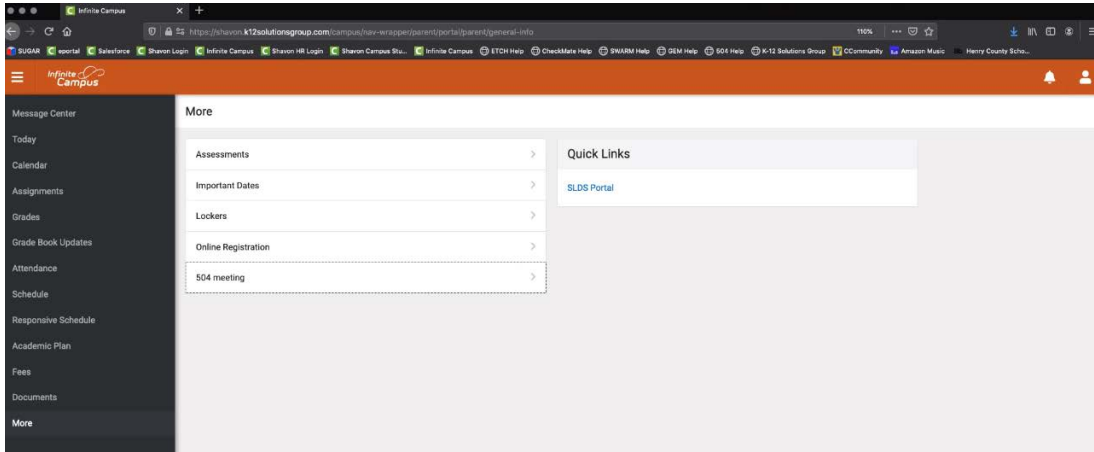 Infinite Campus
https://shavon.k12solutionsgroup.com/campus/nav-wrapper/parent/portal/parent/general-info
110%
SUGAR eportal Salesforce Shavon Login Infinite Campus Shavon HR Login Shavon Campus Stu... Infinite Campus ETCH Help CheckMate Help SWARM Help GEM Help 504 Help K-12 Solutions Group CCommunity Amazon Music Henry County Scho...
Infinite Campus
Message Center
Today
Calendar
Assignments
Grades
Grade Book Updates
Attendance
Schedule
Responsive Schedule
Academic Plan
Fees
Documents
More
More
Assessments
Important Dates
Lockers
Online Registration
504 meeting
Quick Links
SLDS Portal